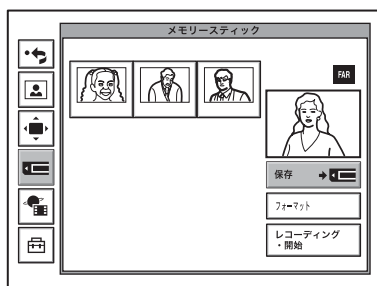 メモリースティック
FAR
保存
フォーマット
レコーディング
・開始